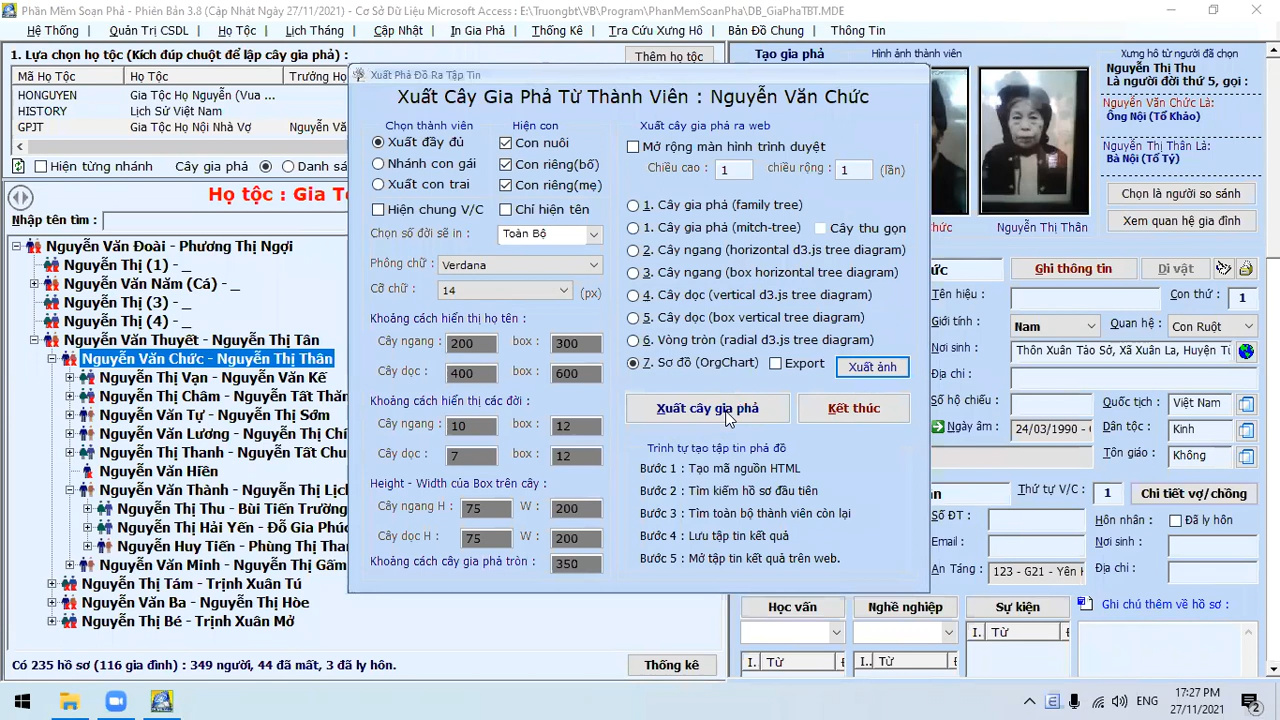 Phần Mềm Soạn Phả - Phiên Bản 3.8 (Cập Nhật Ngày 27/11/2021) - Cơ Sở Dữ Liệu Microsoft Access : E:\Truongbt\VB\Program\PhanMemSoanPha\DB_GiaPhaTBT.MDE
Hệ Thống Quản Trị CSDL Họ Tộc Lịch Tháng Cập Nhật In Gia Phả Thống Kê Tra Cứu Xưng Hô Bản Đồ Chung Thông Tin
1. Lựa chọn họ tộc (Kích đúp chuột để lập cây gia phả) :
Thêm họ tộc
Mã Họ Tộc Họ Tộc Trưởng Họ
HONGUYEN Gia Tộc Họ Nguyễn (Vua ...
HISTORY Lịch Sử Việt Nam
GPJT Gia Tộc Họ Nội Nhà Vợ Nguyễn Vă
Hiện từng nhánh Cây gia phả Danh sá
Họ tộc : Gia Tộ
Nhập tên tìm :
Nguyễn Văn Đoài - Phương Thị Ngợi
Nguyễn Thị (1) - _
Nguyễn Văn Năm (Cá) - _
Nguyễn Thị (3) - _
Nguyễn Thị (4) - _
Nguyễn Văn Thuyết - Nguyễn Thị Tân
Nguyễn Văn Chức - Nguyễn Thị Thân
Nguyễn Thị Vạn - Nguyễn Văn Kế
Nguyễn Thị Châm - Nguyễn Tất Thăn
Nguyễn Văn Tự - Nguyễn Thị Sớm
Nguyễn Văn Lương - Nguyễn Thị Chí
Nguyễn Thị Thanh - Nguyễn Tất Chu
Nguyễn Văn Hiền
Nguyễn Văn Thành - Nguyễn Thị Lịch
Nguyễn Thị Thu - Bùi Tiến Trường
Nguyễn Thị Hải Yến - Đỗ Gia Phúc
Nguyễn Huy Tiến - Phùng Thị Than
Nguyễn Văn Minh - Nguyễn Thị Gấm
Nguyễn Thị Tám - Trịnh Xuân Tú
Nguyễn Văn Ba - Nguyễn Thị Hòe
Nguyễn Thị Bé - Trịnh Xuân Mở
Có 235 hồ sơ (116 gia đình) : 349 người, 44 đã mất, 3 đã ly hôn.
Thống kê
Xuất Phả Đồ Ra Tập Tin
Xuất Cây Gia Phả Từ Thành Viên : Nguyễn Văn Chức
Chọn thành viên
Xuất đầy đủ
Nhánh con gái
Xuất con trai
Hiện chung V/C
Hiện con
Con nuôi
Con riêng(bố)
Con riêng(mẹ)
Chỉ hiện tên
Chọn số đời sẽ in : Toàn Bộ
Phông chữ : Verdana
Cỡ chữ : 14 (px)
Khoảng cách hiển thị họ tên :
Cây ngang : 200 box : 300
Cây dọc : 400 box : 600
Khoảng cách hiển thị các đời :
Cây ngang : 10 box : 12
Cây dọc : 7 box : 12
Height - Width của Box trên cây :
Cây ngang H : 75 W : 200
Cây dọc H : 75 W : 200
Khoảng cách cây gia phả tròn : 350
Xuất cây gia phả ra web
Mở rộng màn hình trình duyệt
Chiều cao : 1 chiều rộng : 1 (lần)
1. Cây gia phả (family tree)
1. Cây gia phả (mitch-tree) Cây thu gọn
2. Cây ngang (horizontal d3.js tree diagram)
3. Cây ngang (box horizontal tree diagram)
4. Cây dọc (vertical d3.js tree diagram)
5. Cây dọc (box vertical tree diagram)
6. Vòng tròn (radial d3.js tree diagram)
7. Sơ đồ (OrgChart) Export Xuất ảnh
Xuất cây gia phả Kết thúc
Trình tự tạo tập tin phả đồ
Bước 1 : Tạo mã nguồn HTML
Bước 2 : Tìm kiếm hồ sơ đầu tiên
Bước 3 : Tìm toàn bộ thành viên còn lại
Bước 4 : Lưu tập tin kết quả
Bước 5 : Mở tập tin kết quả trên web.
Tạo gia phả Hình ảnh thành viên Xưng hô từ người đã chọn
Nguyễn Thị Thu
Là người đời thứ 5, gọi :
Nguyễn Văn Chức Là:
Ông Nội (Tổ Khảo)
Nguyễn Thị Thân Là:
Bà Nội (Tổ Tỷ)
Chọn là người so sánh
Xem quan hệ gia đình
hức Nguyễn Thị Thân
ức Ghi thông tin Di vật
Tên hiệu : Con thứ : 1
Giới tính : Nam Quan hệ : Con Ruột
Nơi sinh : Thôn Xuân Tảo Sở, Xã Xuân La, Huyện Tu
Địa chỉ :
Số hộ chiếu : Quốc tịch : Việt Nam
Ngày âm : 24/03/1990 - Dân tộc : Kinh
Tôn giáo : Không
ân Thứ tự V/C : 1 Chi tiết vợ/chồng
Số ĐT : Hôn nhân : Đã ly hôn
Email : Nơi sinh :
An Táng : 123 - G21 - Yên Địa chỉ :
Học vấn Nghề nghiệp Sự kiện Ghi chú thêm về hồ sơ :
I. Từ
I. Từ I.. Từ
ENG 17:27 PM
27/11/2021
2